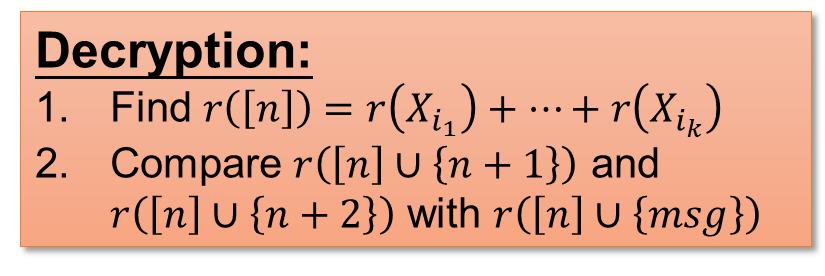 Decryption:
1. Find r([n]) = r(X_{i_1}) + ⋯ + r(X_{i_k})
2. Compare r([n] ∪ {n + 1}) and
r([n] ∪ {n + 2}) with r([n] ∪ {msg})